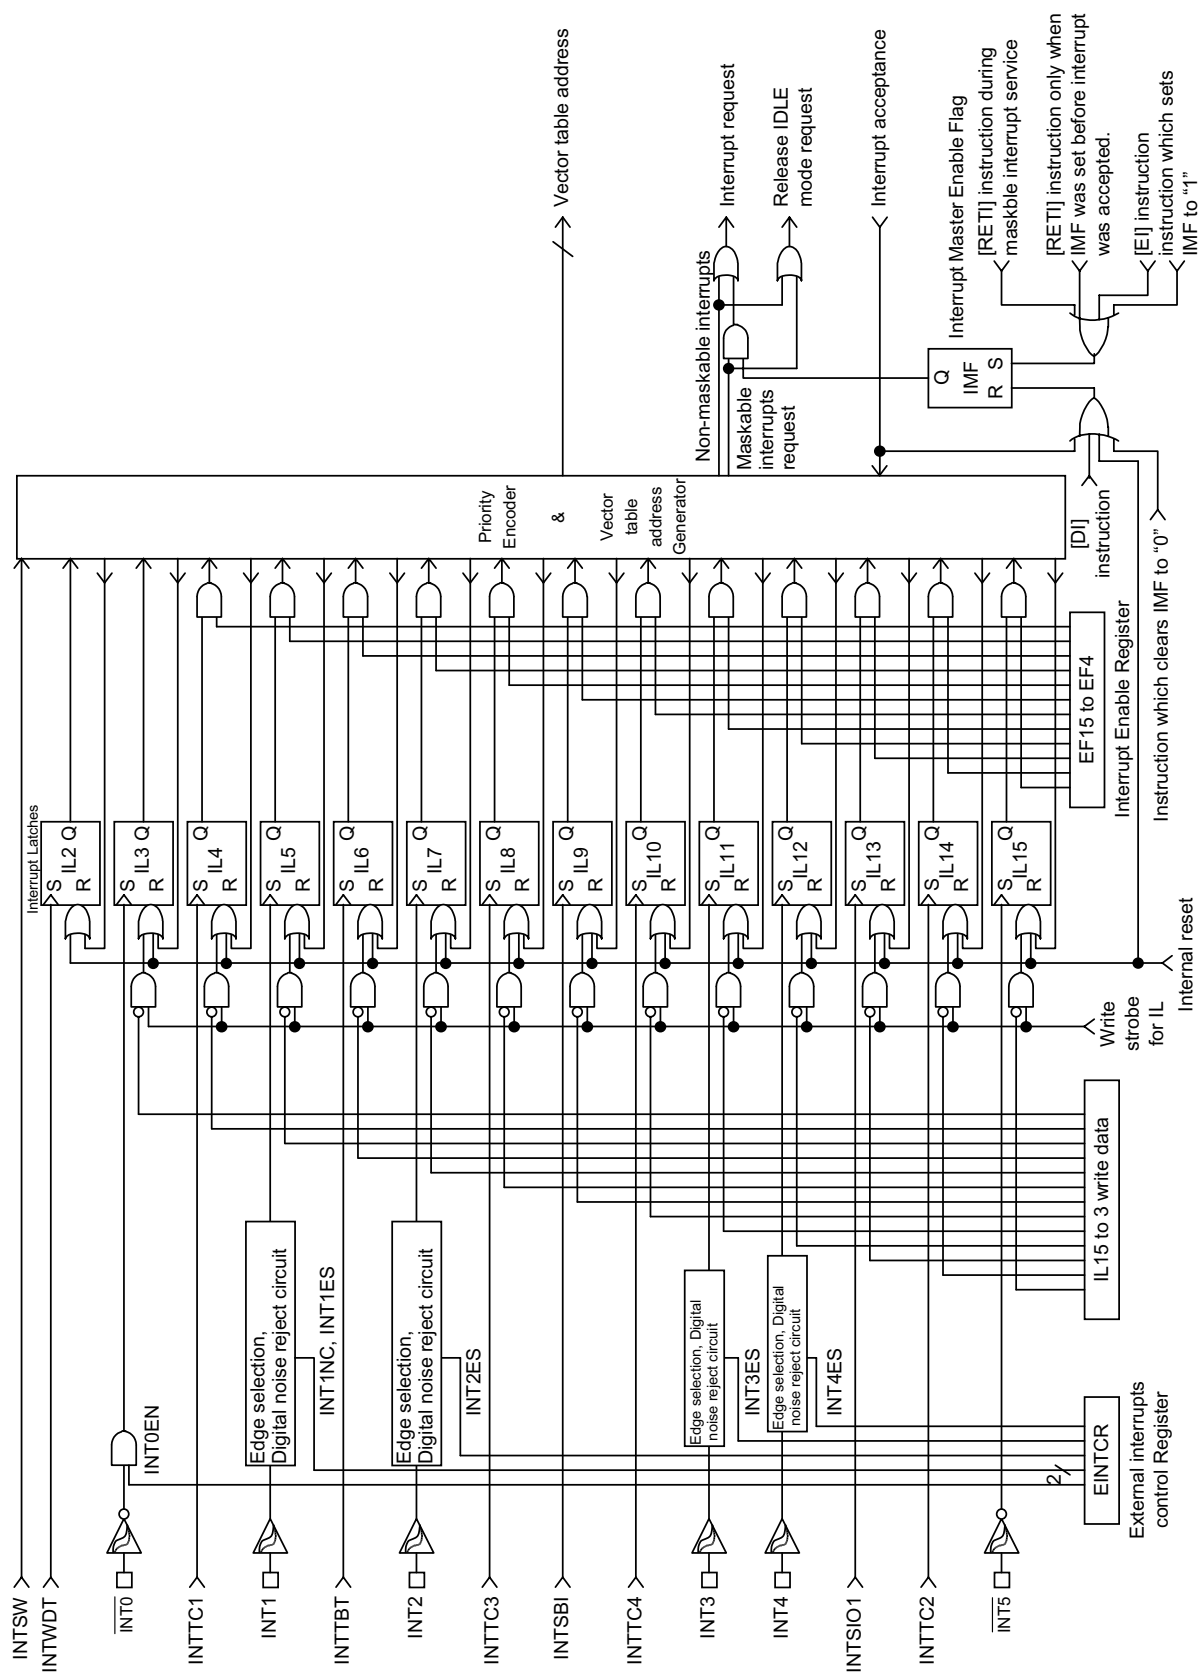 INTSW
INTWDT
INT0
INTTC1
INT1
INTTBT
INT2
INTTC3
INTSBI
INTTC4
INT3
INT4
INTSIO1
INTTC2
INT5
INT0EN
Edge selection,
Digital noise reject circuit
INT1NC, INT1ES
Edge selection,
Digital noise reject circuit
INT2ES
Edge selection, Digital
noise reject circuit
INT3ES
Edge selection, Digital
noise reject circuit
INT4ES
2
EINTCR
External interrupts
control Register
IL15 to 3 write data
Write
strobe
for IL
Internal reset
Interrupt Latches
S IL2 Q
R
S IL3 Q
R
S IL4 Q
R
S IL5 Q
R
S IL6 Q
R
S IL7 Q
R
S IL8 Q
R
S IL9 Q
R
S IL10 Q
R
S IL11 Q
R
S IL12 Q
R
S IL13 Q
R
S IL14 Q
R
S IL15 Q
R
EF15 to EF4
Interrupt Enable Register
Instruction which clears IMF to “0”
[DI]
instruction
Priority
Encoder
&
Vector
table
address
Generator
Non-maskable interrupts
Maskable
interrupts
request
Q
IMF
R S
Vector table address
Interrupt request
Release IDLE
mode request
Interrupt acceptance
Interrupt Master Enable Flag
[RETI] instruction during
maskble interrupt service
[RETI] instruction only when
IMF was set before interrupt
was accepted.
[EI] instruction
instruction which sets
IMF to “1”